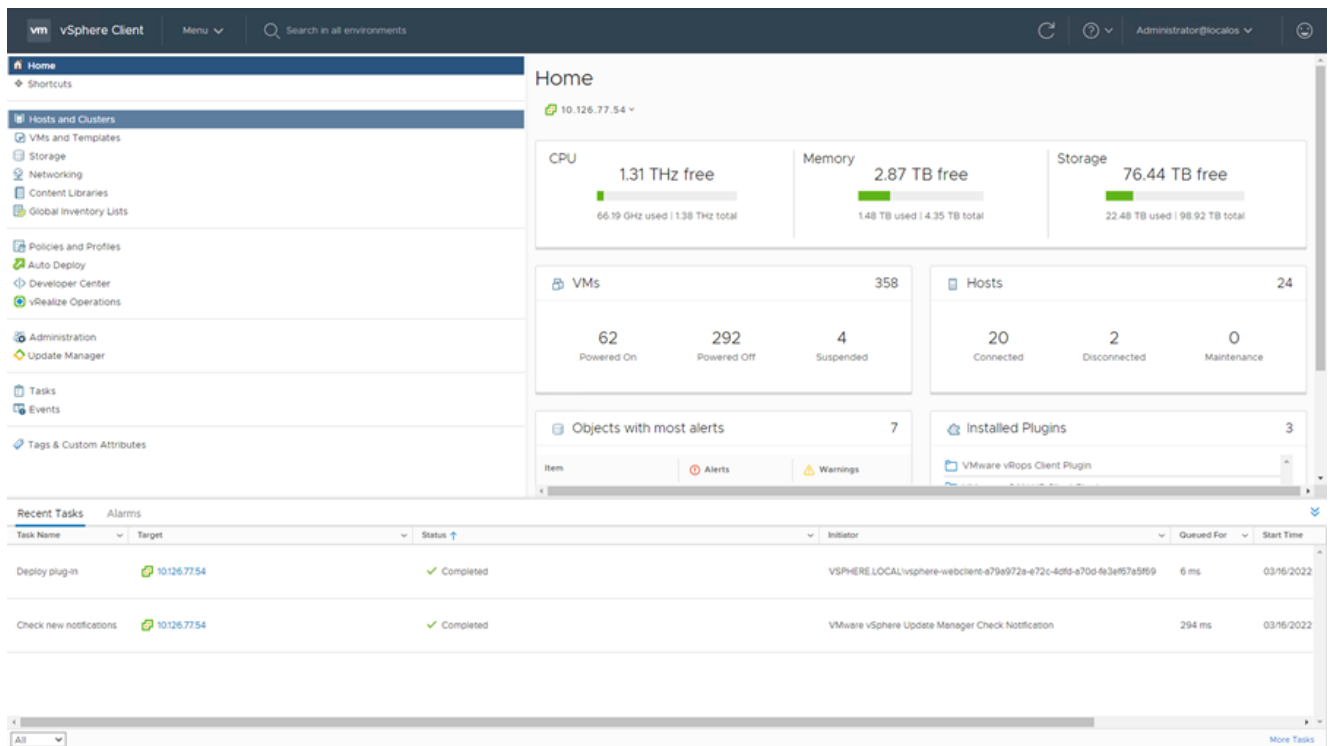 vm vSphere Client Menu Search in all environments Administrator@localos
Home
Shortcuts
Hosts and Clusters
VMs and Templates
Storage
Networking
Content Libraries
Global Inventory Lists
Policies and Profiles
Auto Deploy
Developer Center
vRealize Operations
Administration
Update Manager
Tasks
Events
Tags & Custom Attributes
Home
10.126.77.54
CPU
1.31 THz free
66.19 GHz used | 1.38 THz total
Memory
2.87 TB free
1.48 TB used | 4.35 TB total
Storage
76.44 TB free
22.48 TB used | 98.92 TB total
VMs 358
62 292 4
Powered On Powered Off Suspended
Hosts 24
20 2 0
Connected Disconnected Maintenance
Objects with most alerts 7
Item Alerts Warnings
Installed Plugins 3
VMware vRops Client Plugin
Recent Tasks Alarms
Task Name Target Status Initiator Queued For Start Time
Deploy plug-in 10.126.77.54 Completed VSPHERE.LOCAL\vsphere-webclient-a79a972a-e72c-4dfd-a70d-fe3ef67a5f69 6 ms 03/16/2022
Check new notifications 10.126.77.54 Completed VMware vSphere Update Manager Check Notification 294 ms 03/16/2022
All More Tasks